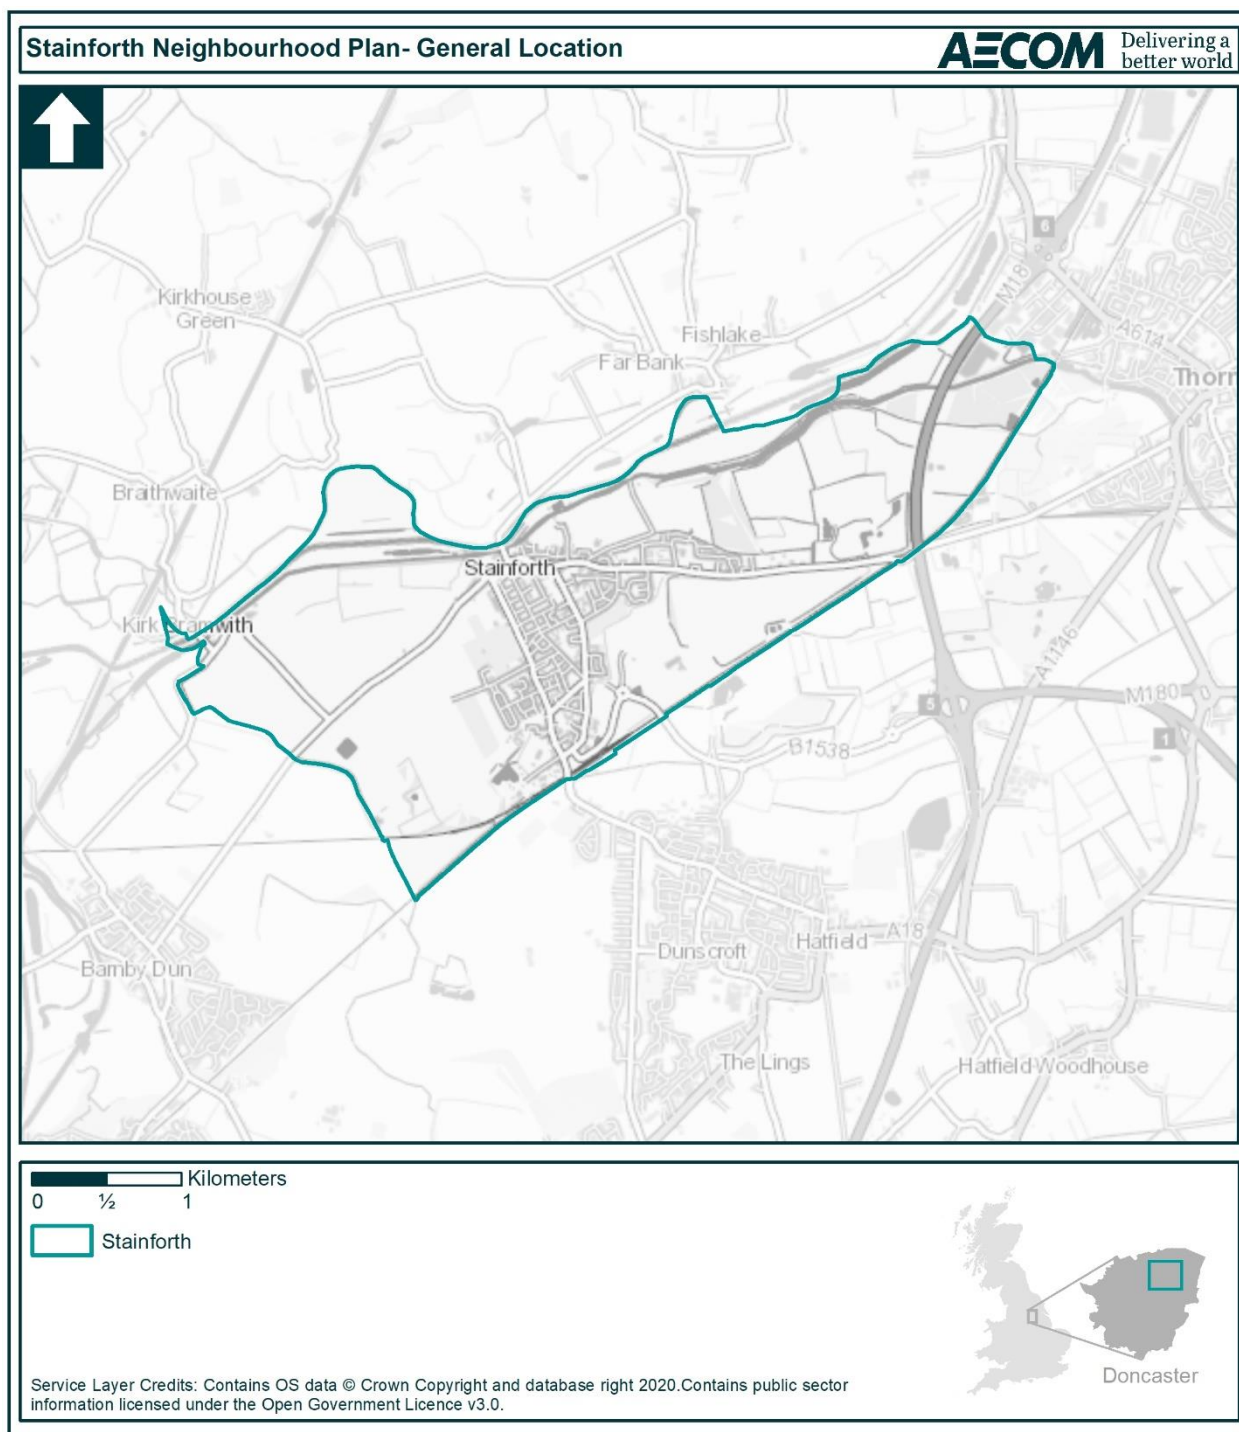 Stainforth Neighbourhood Plan- General Location
AECOM
Delivering a
better world
6
M18
Kirkhouse
Green
A614
Fishlake
Far Bank
Thorn
Braithwaite
Stainforth
Kirk Bramwith
A1146
M180
5
1
B1538
Dunscroft
Hatfield
A18
Barnby Dun
The Lings
Hatfield Woodhouse
Kilometers
0 ½ 1
Stainforth
Doncaster
Service Layer Credits: Contains OS data © Crown Copyright and database right 2020.Contains public sector
information licensed under the Open Government Licence v3.0.